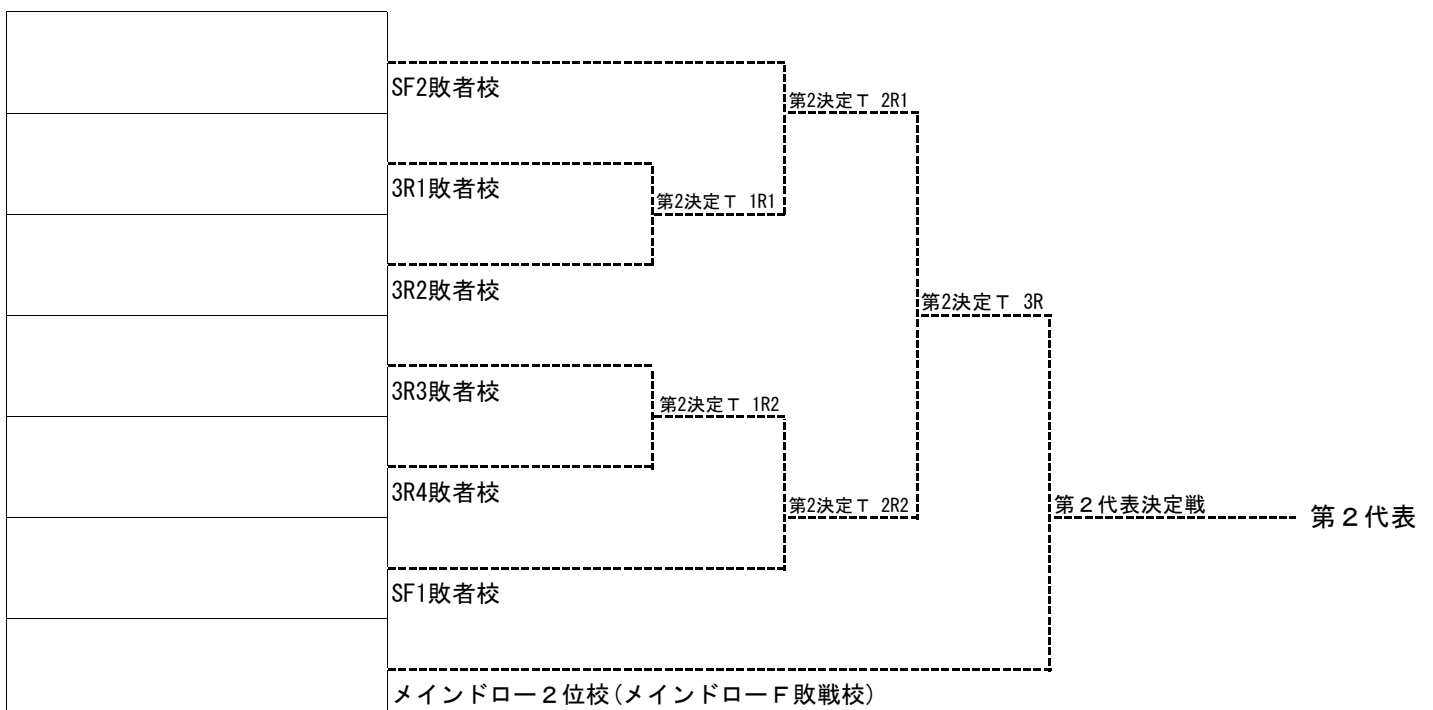 SF2敗者校
第2決定T 2R1
3R1敗者校
第2決定T 1R1
3R2敗者校
第2決定T 3R
3R3敗者校
第2決定T 1R2
3R4敗者校
第2決定T 2R2
第２代表決定戦
第２代表
SF1敗者校
メインドロー２位校(メインドローＦ敗戦校)